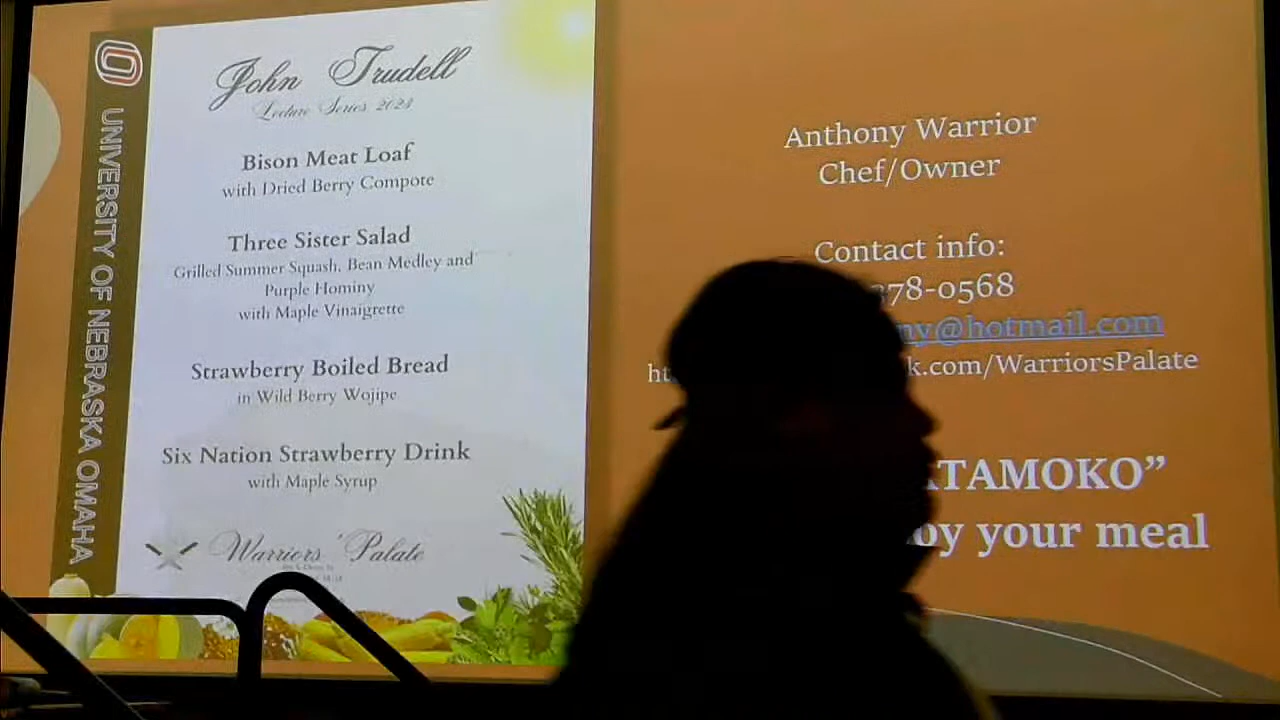 UNIVERSITY OF NEBRASKA OMAHA
John Trudell
Lecture Series 2023
Bison Meat Loaf
with Dried Berry Compote
Three Sister Salad
Grilled Summer Squash, Bean Medley and
Purple Hominy
with Maple Vinaigrette
Strawberry Boiled Bread
in Wild Berry Wojipe
Six Nation Strawberry Drink
with Maple Syrup
Warriors' Palate
Anthony Warrior
Chef/Owner
Contact info:
78-0568
ny@hotmail.com
ht k.com/WarriorsPalate
TAMOKO”
oy your meal